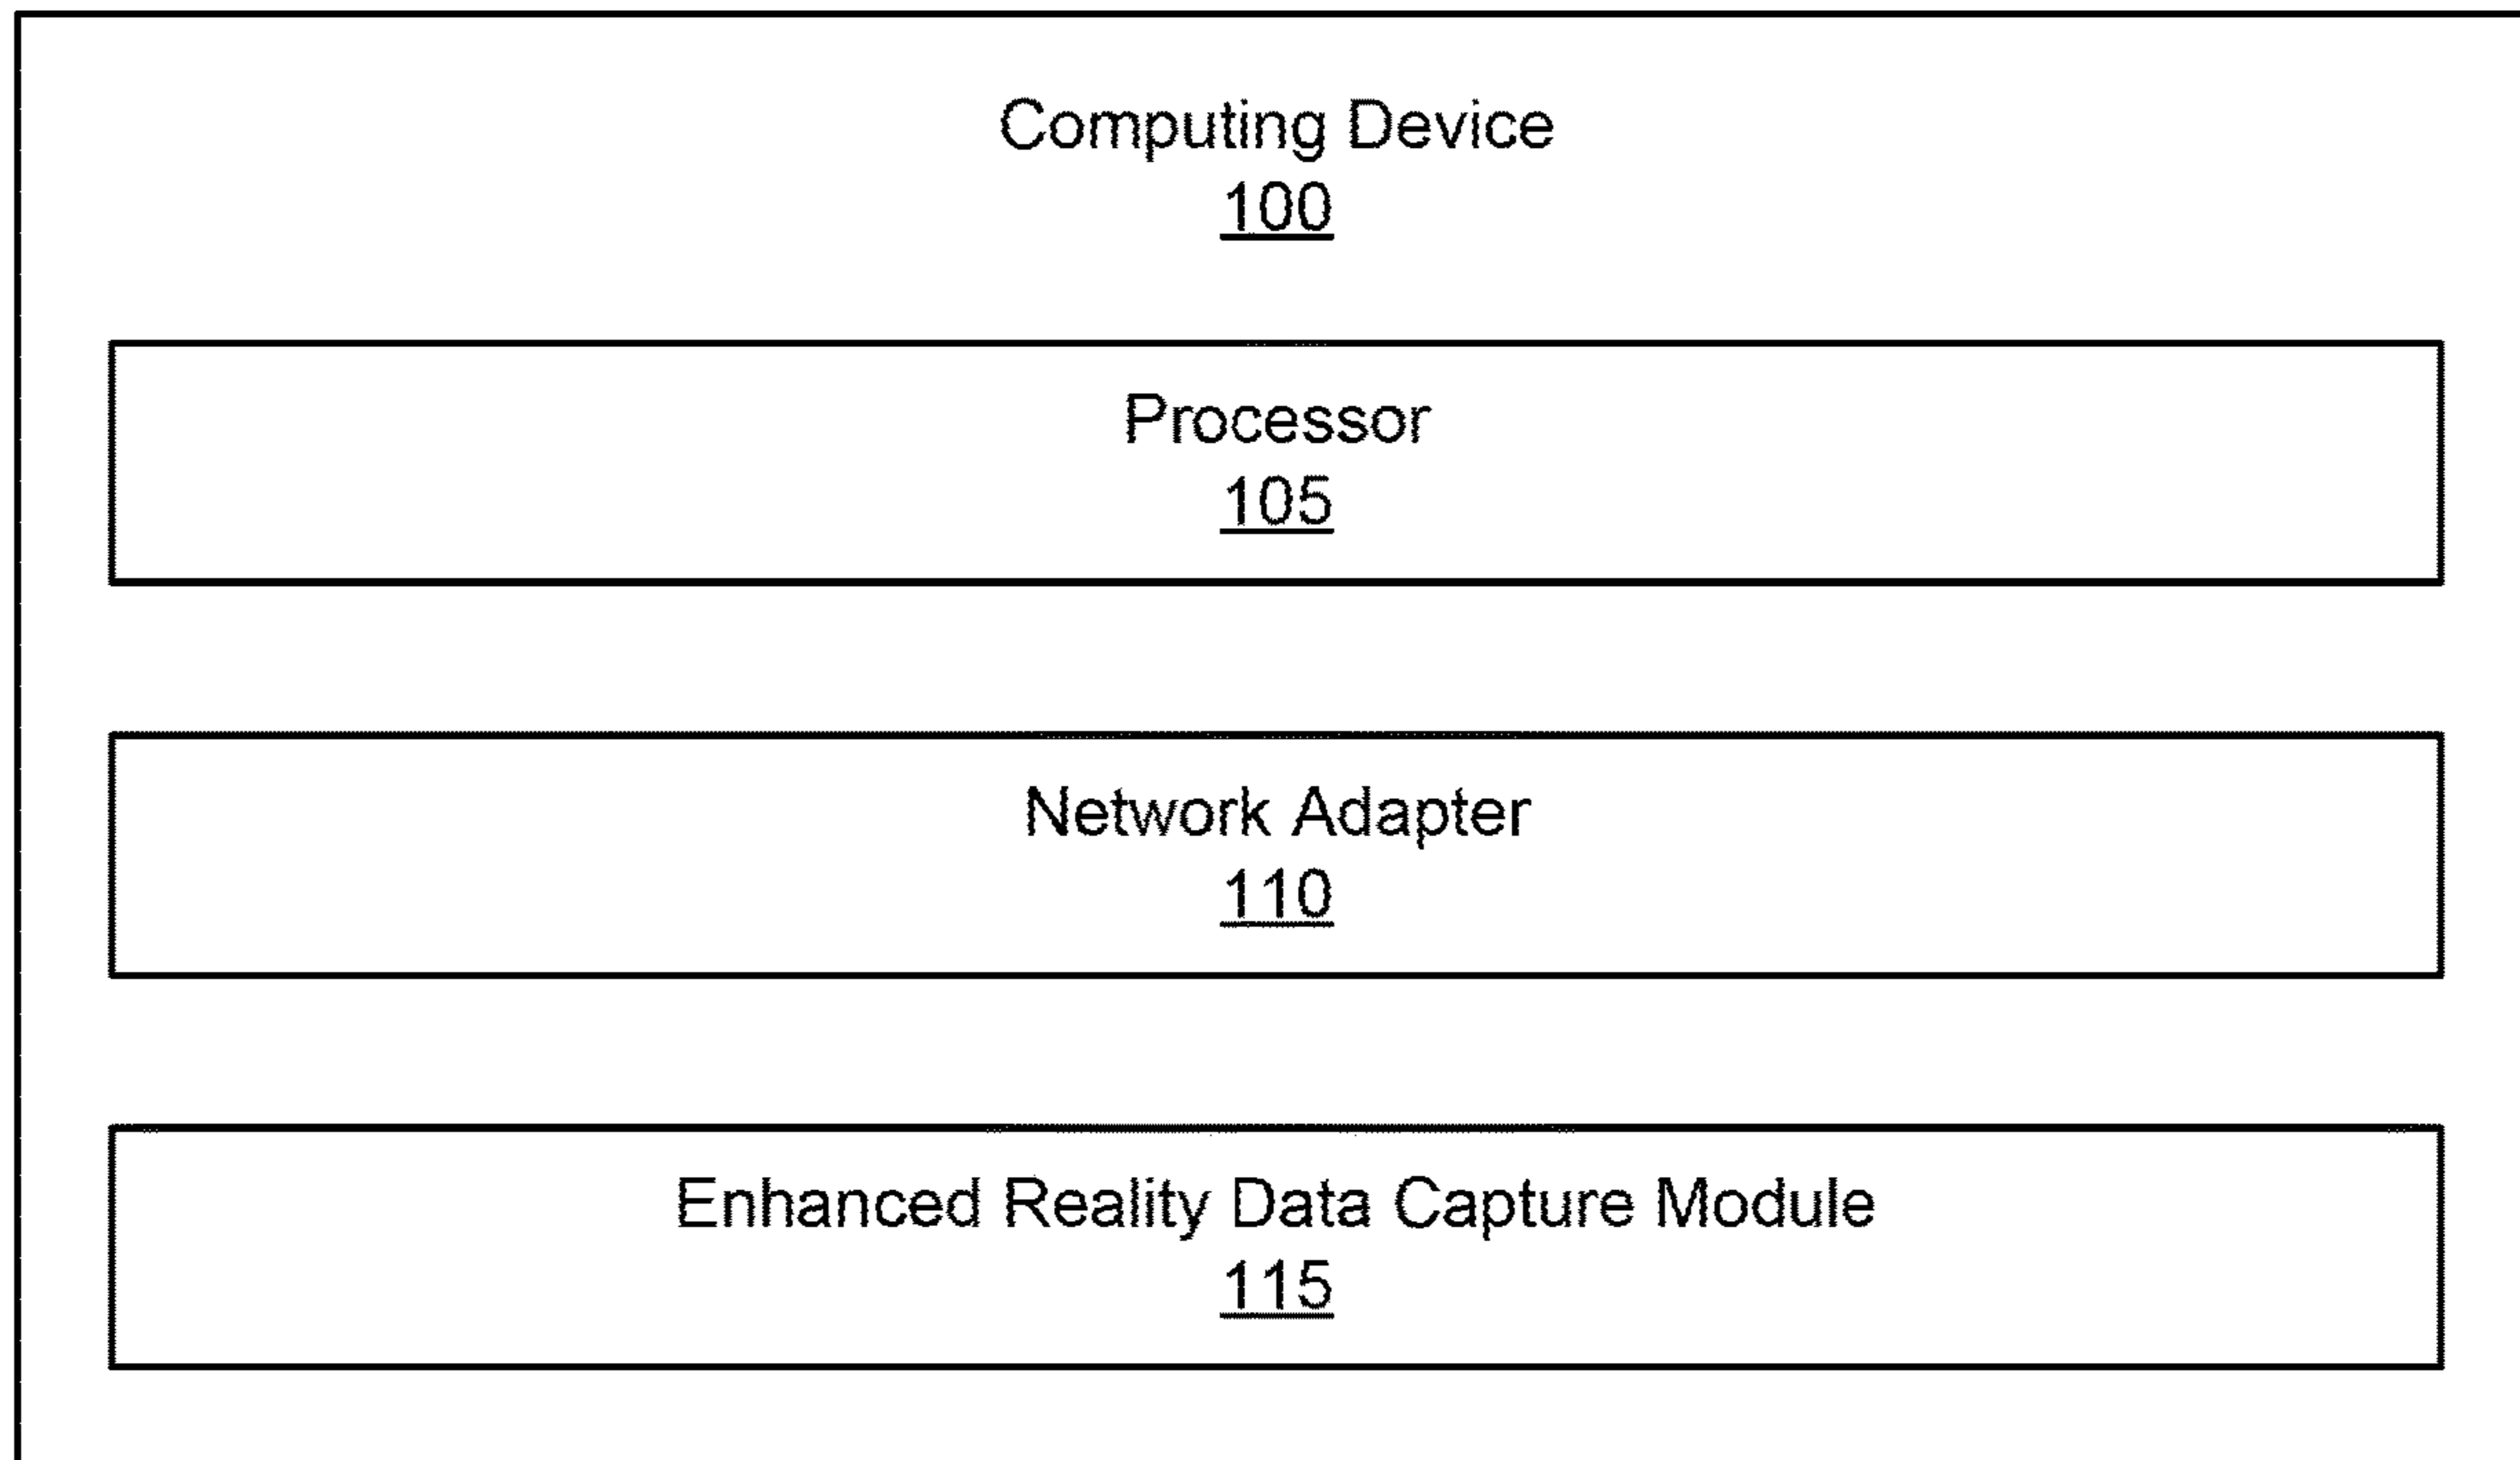 Computing Device
100
Processor
105
Network Adapter
110
Enhanced Reality Data Capture Module
115